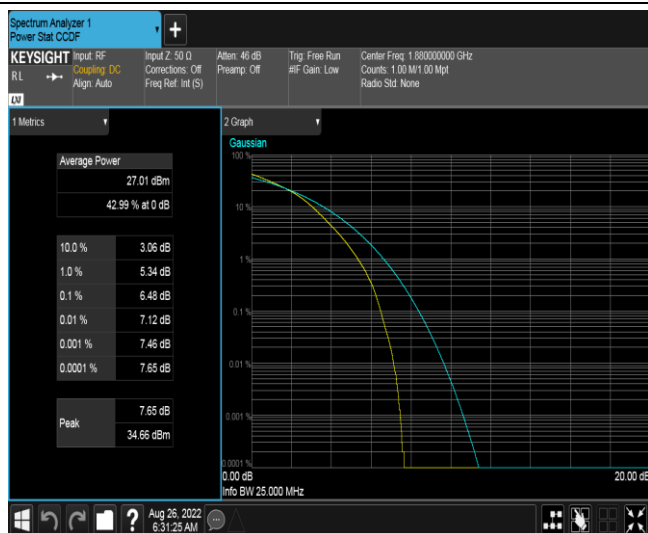 Spectrum Analyzer 1
Power Stat CCDF
+
KEYSIGHT
RL
LXI
Input: RF
Coupling: DC
Align: Auto
Input Z: 50 Ω
Corrections: Off
Freq Ref: Int (S)
Atten: 46 dB
Preamp: Off
Trig: Free Run
#IF Gain: Low
Center Freq: 1.880000000 GHz
Counts: 1.00 M/1.00 Mpt
Radio Std: None
1 Metrics
Average Power
27.01 dBm
42.99 % at 0 dB
10.0 % 3.06 dB
1.0 % 5.34 dB
0.1 % 6.48 dB
0.01 % 7.12 dB
0.001 % 7.46 dB
0.0001 % 7.65 dB
Peak
7.65 dB
34.66 dBm
2 Graph
Gaussian
100 %
10 %
1 %
0.1 %
0.01 %
0.001 %
0.0001 %
0.00 dB 20.00 dB
Info BW 25.000 MHz
?
Aug 26, 2022
6:31:25 AM